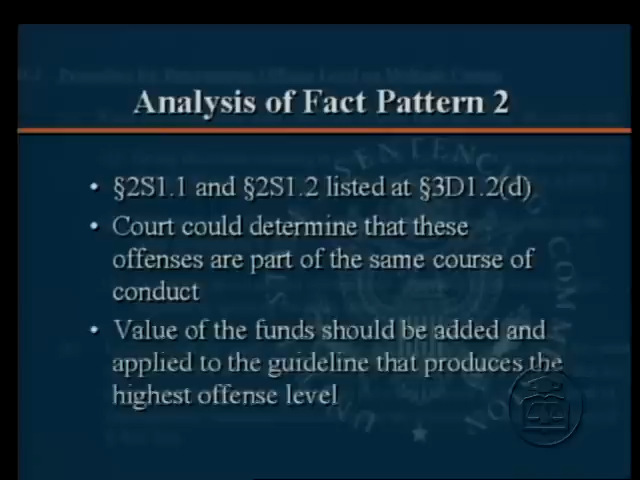 Analysis of Fact Pattern 2
• §2S1.1 and §2S1.2 listed at §3D1.2(d)
• Court could determine that these
offenses are part of the same course of
conduct
• Value of the funds should be added and
applied to the guideline that produces the
highest offense level